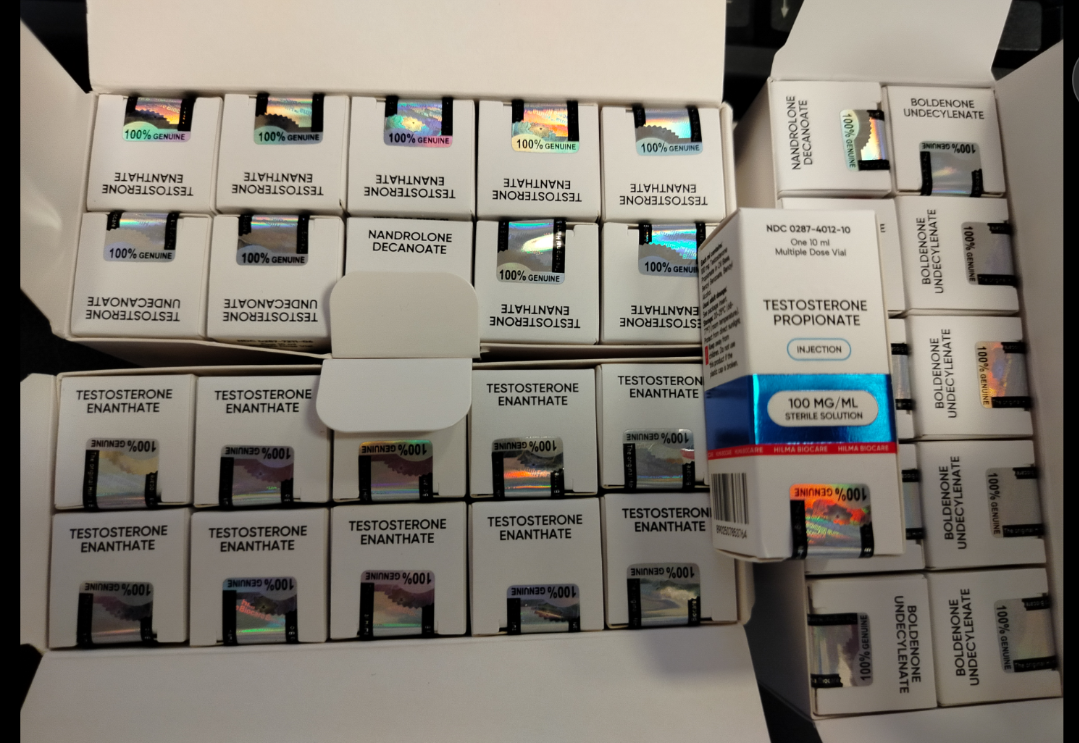 100% GENUINE
TESTOSTERONE
ENANTHATE
100% GENUINE
TESTOSTERONE
ENANTHATE
100% GENUINE
TESTOSTERONE
ENANTHATE
100% GENUINE
TESTOSTERONE
ENANTHATE
100% GENUINE
TESTOSTERONE
ENANTHATE
100% GENUINE
TESTOSTERONE
UNDECANOATE
100% GENUINE
TESTOSTERONE
UNDECANOATE
NANDROLONE
DECANOATE
100% GENUINE
TESTOSTERONE
ENANTHATE
100% GENUINE
TESTOSTERONE
ENANTHATE
TESTOSTERONE
ENANTHATE
100% GENUINE
TESTOSTERONE
ENANTHATE
100% GENUINE
100% GENUINE
TESTOSTERONE
ENANTHATE
100% GENUINE
TESTOSTERONE
ENANTHATE
100% GENUINE
TESTOSTERONE
ENANTHATE
100% GENUINE
TESTOSTERONE
ENANTHATE
100% GENUINE
TESTOSTERONE
ENANTHATE
100% GENUINE
TESTOSTERONE
ENANTHATE
100% GENUINE
TESTOSTERONE
ENANTHATE
100% GENUINE
NDC 0287-4012-10
One 10 ml
Multiple Dose Vial
TESTOSTERONE
PROPIONATE
INJECTION
100 MG/ML
STERILE SOLUTION
HILMA BIOCARE HILMA BIOCARE
100% GENUINE
NANDROLONE
DECANOATE
100% GENUINE
BOLDENONE
UNDECYLENATE
100% GENUINE
E
BOLDENONE
UNDECYLENATE
100% GENUINE
BOLDENONE
UNDECYLENATE
100% GENUINE
BOLDENONE
UNDECYLENATE
100% GENUINE
100% GENUINE
BOLDENONE
UNDECYLENATE
BOLDENONE
UNDECYLENATE
100% GENUINE